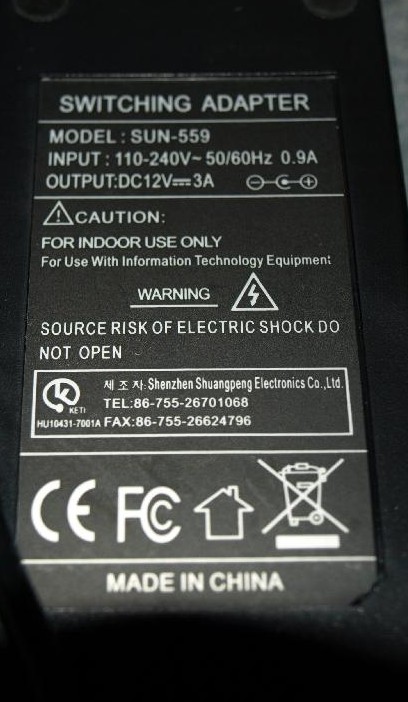 SWITCHING ADAPTER
MODEL : SUN-559
INPUT : 110-240V~ 50/60Hz 0.9A
OUTPUT:DC12V⎓3A
CAUTION:
FOR INDOOR USE ONLY
For Use With Information Technology Equipment
WARNING
SOURCE RISK OF ELECTRIC SHOCK DO
NOT OPEN
제 조 자: Shenzhen Shuangpeng Electronics Co.,Ltd.
KETI
TEL:86-755-26701068
HU10431-7001A FAX:86-755-26624796
CE FC
MADE IN CHINA